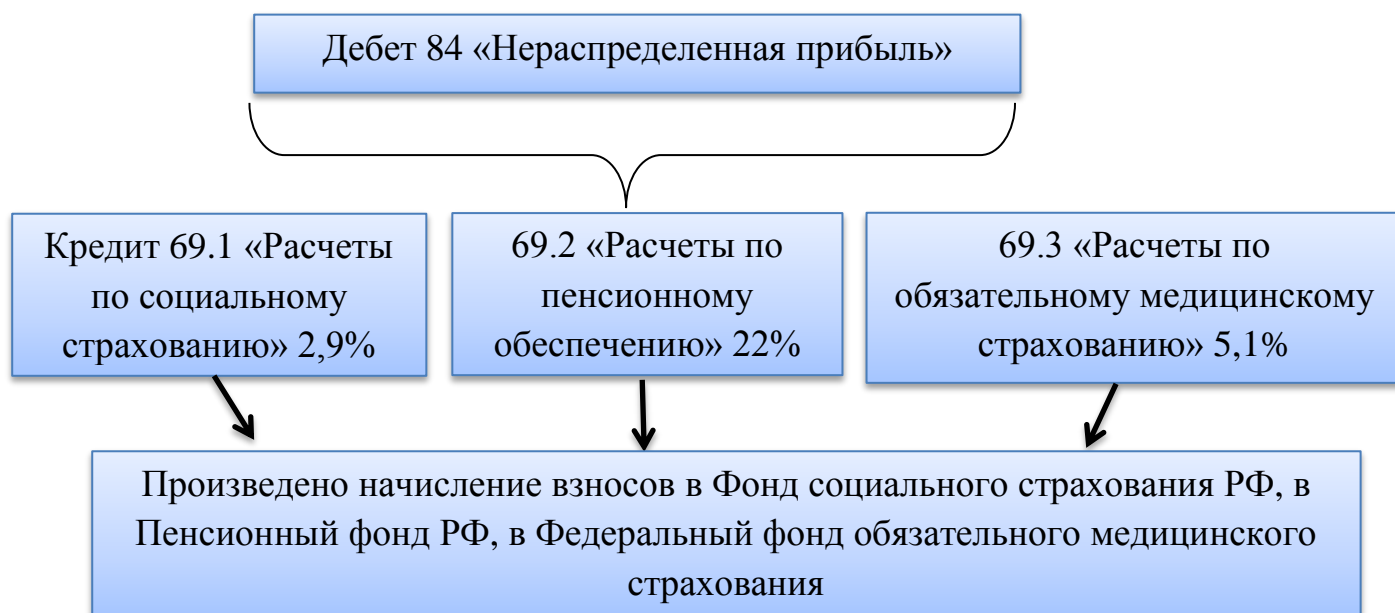 Дебет 84 «Нераспределенная прибыль»
Кредит 69.1 «Расчеты
по социальному
страхованию» 2,9%
69.2 «Расчеты по
пенсионному
обеспечению» 22%
69.3 «Расчеты по
обязательному медицинскому
страхованию» 5,1%
Произведено начисление взносов в Фонд социального страхования РФ, в
Пенсионный фонд РФ, в Федеральный фонд обязательного медицинского
страхования